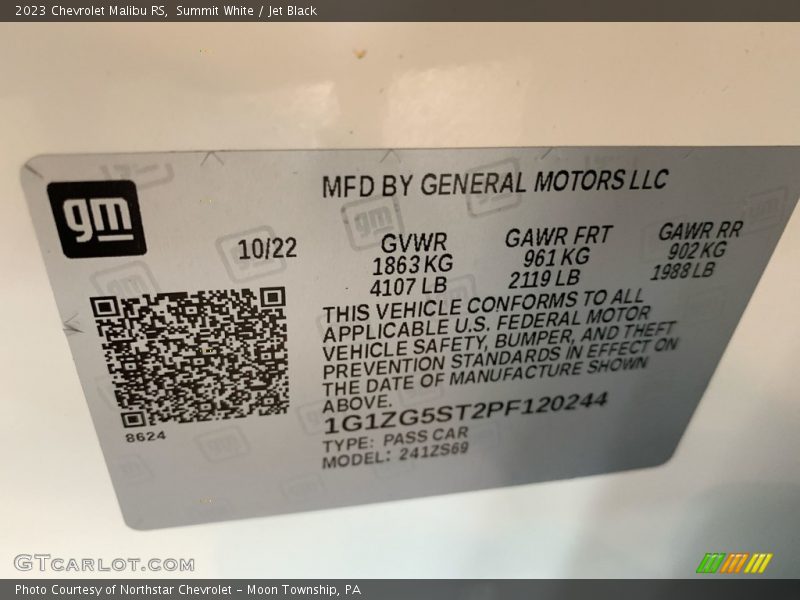 2023 Chevrolet Malibu RS, Summit White / Jet Black
MFD BY GENERAL MOTORS LLC
gm
10/22
GVWR
1863 KG
4107 LB
GAWR FRT
961 KG
2119 LB
GAWR RR
902 KG
1988 LB
THIS VEHICLE CONFORMS TO ALL
APPLICABLE U.S. FEDERAL MOTOR
VEHICLE SAFETY, BUMPER, AND THEFT
PREVENTION STANDARDS IN EFFECT ON
THE DATE OF MANUFACTURE SHOWN
ABOVE.
8624
1G1ZG5ST2PF120244
TYPE: PASS CAR
MODEL: 241ZS69
GTCARLOT.COM
Photo Courtesy of Northstar Chevrolet - Moon Township, PA